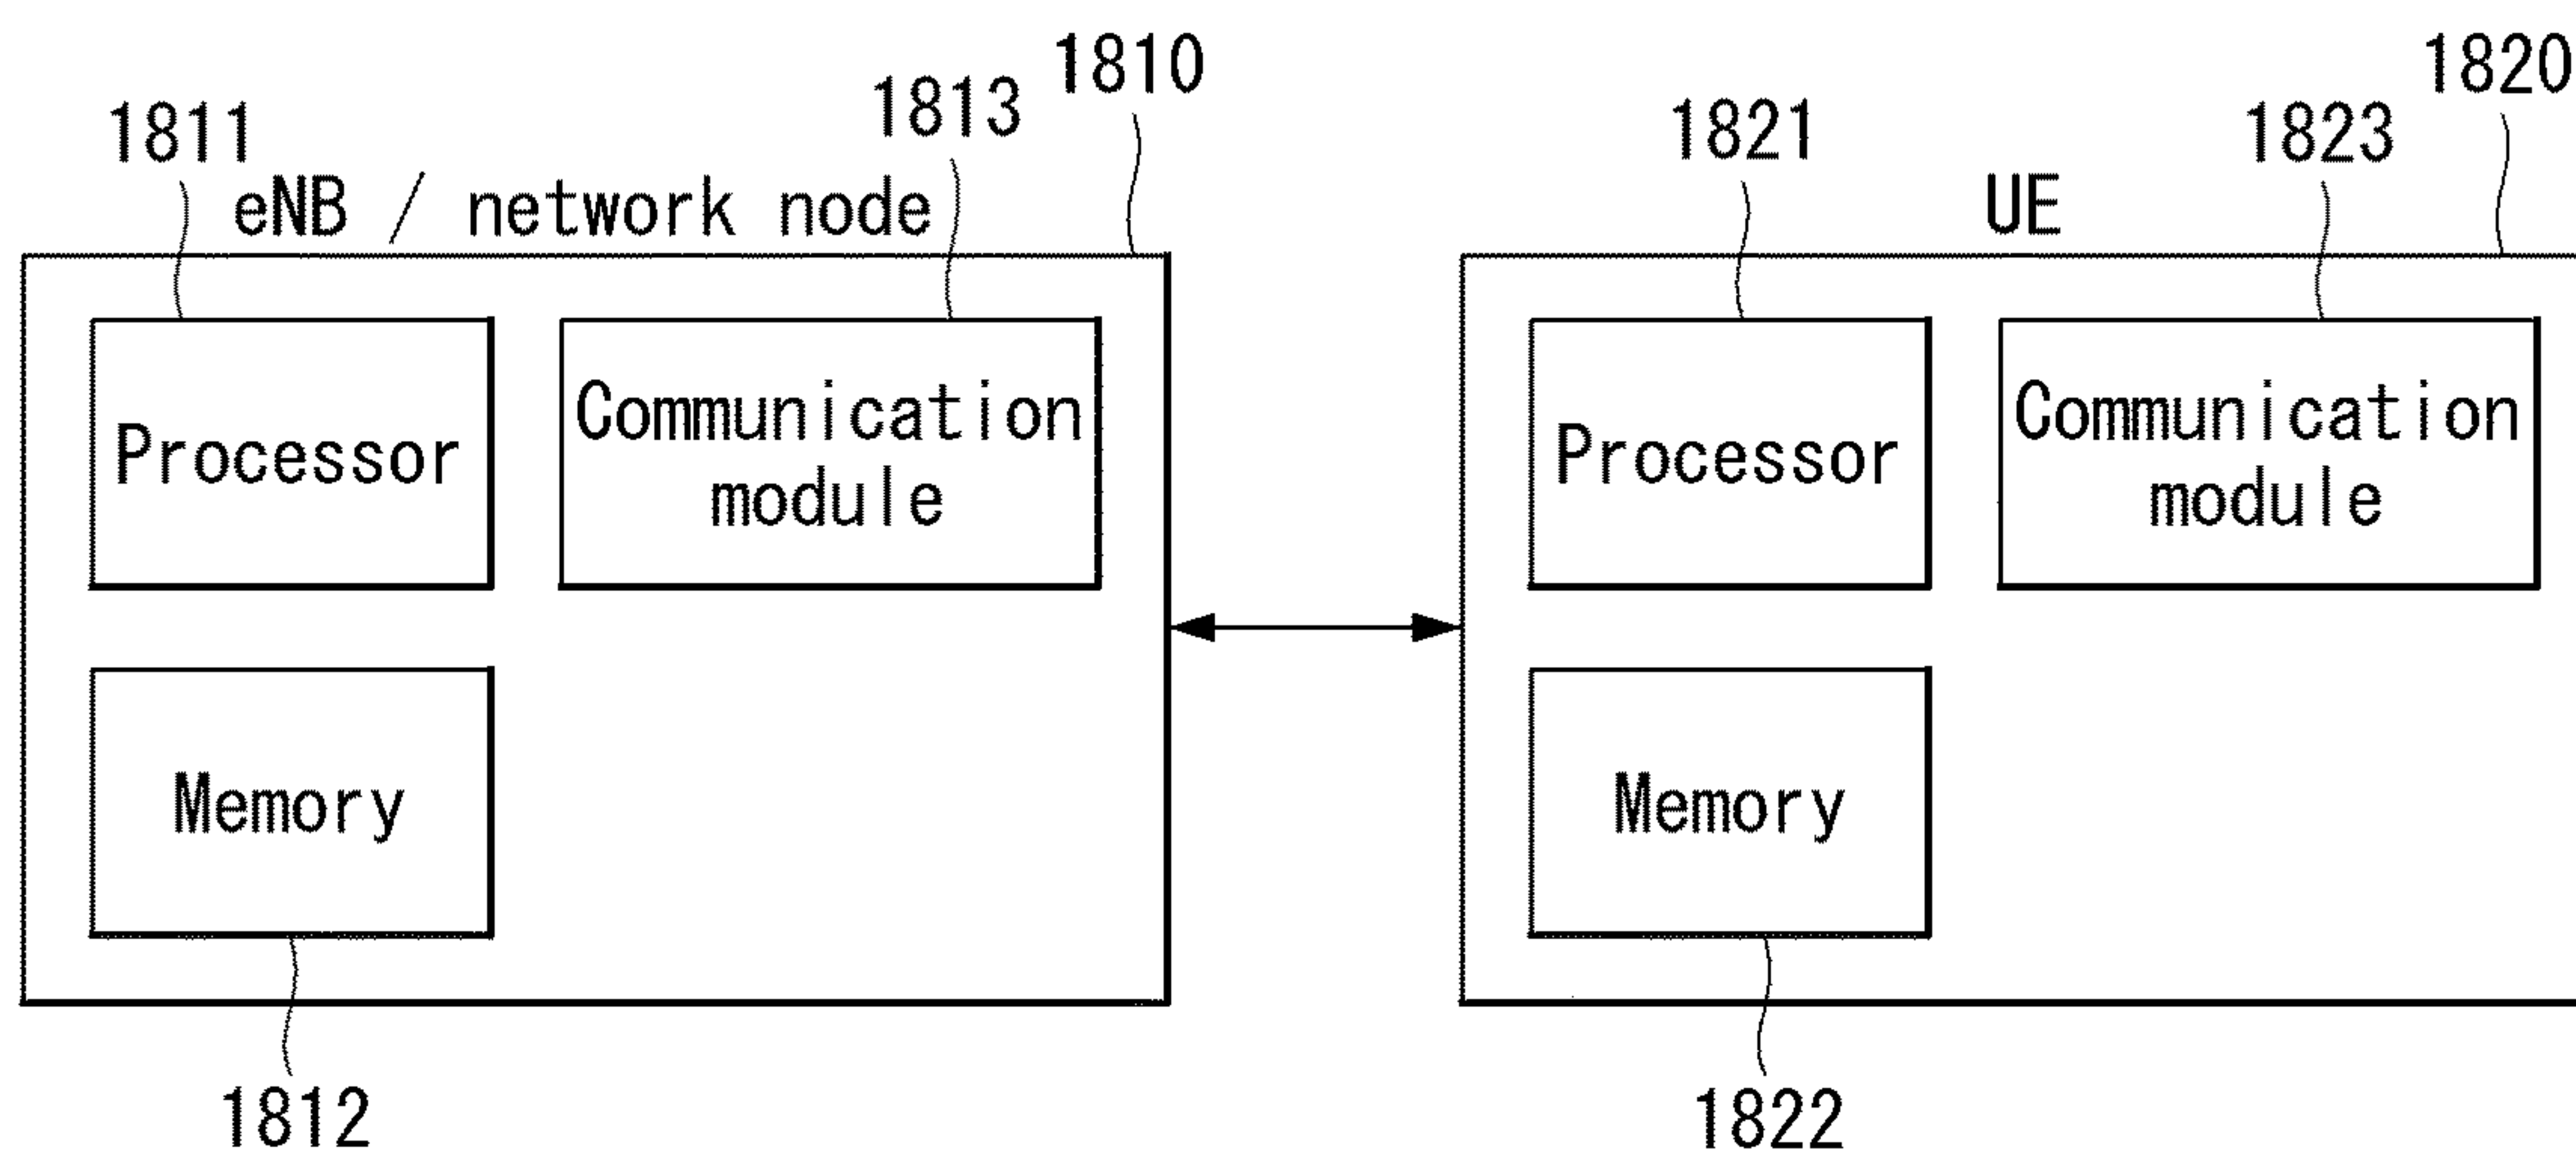 1810
1820
1813
1811
1821
1823
eNB / network node
UE
Processor
Communication
module
Processor
Communication
module
Memory
Memory
1812
1822